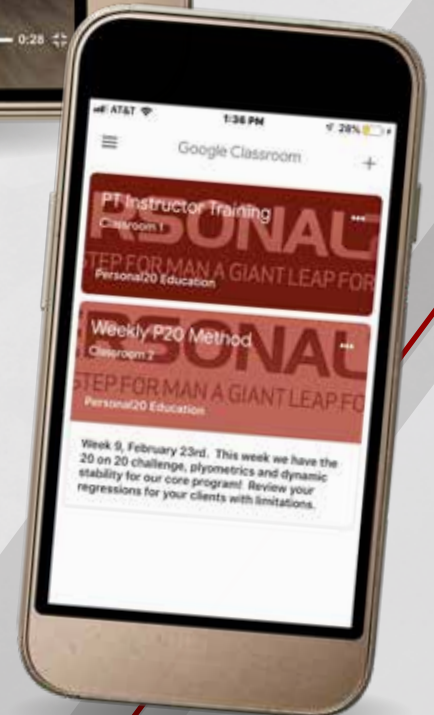 0:28
AT&T 1:36 PM 28%
Google Classroom
PT Instructor Training
Classroom 1
RSONAL
STEP FOR MAN A GIANT LEAP FOR
Personal20 Education
Weekly P20 Method
Classroom 2
ERSONAL
STEP FOR MAN A GIANT LEAP FO
Personal20 Education
Week 9, February 23rd. This week we have the
20 on 20 challenge, plyometrics and dynamic
stability for our core program! Review your
regressions for your clients with limitations.